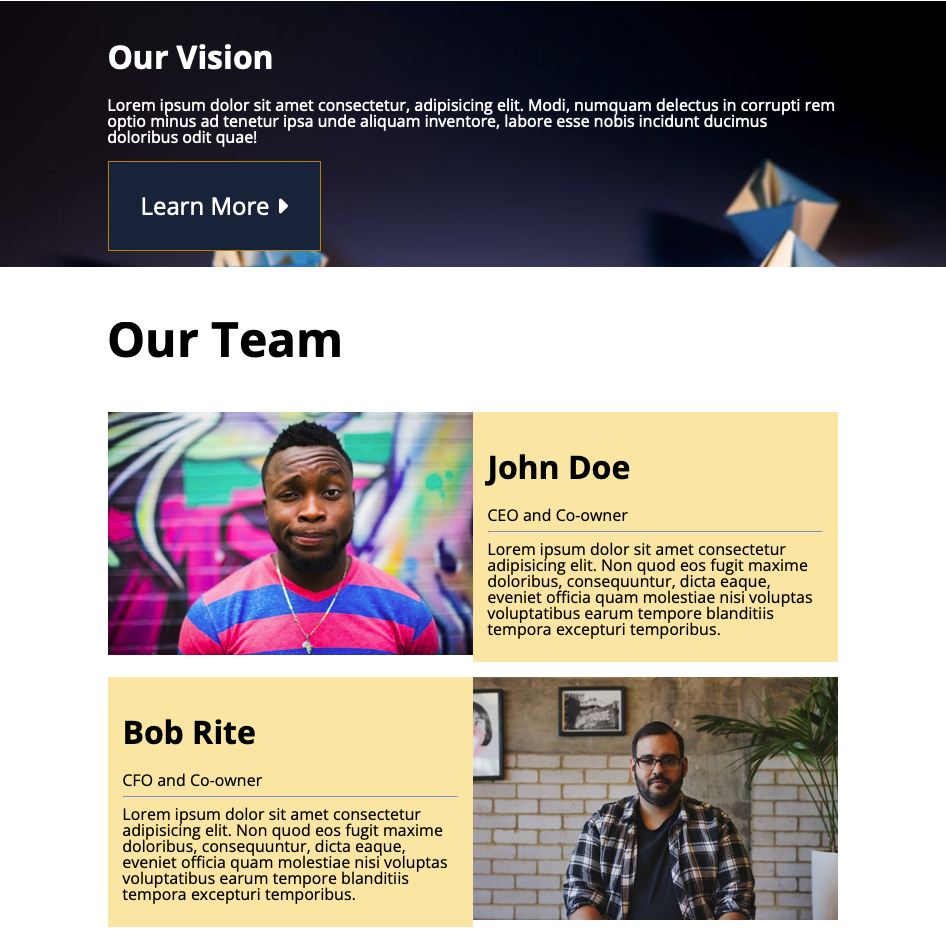 Our Vision
Lorem ipsum dolor sit amet consectetur, adipisicing elit. Modi, numquam delectus in corrupti rem
optio minus ad tenetur ipsa unde aliquam inventore, labore esse nobis incidunt ducimus
doloribus odit quae!
Learn More
Our Team
John Doe
CEO and Co-owner
Lorem ipsum dolor sit amet consectetur
adipisicing elit. Non quod eos fugit maxime
doloribus, consequuntur, dicta eaque,
eveniet officia quam molestiae nisi voluptas
voluptatibus earum tempore blanditiis
tempora excepturi temporibus.
Bob Rite
CFO and Co-owner
Lorem ipsum dolor sit amet consectetur
adipisicing elit. Non quod eos fugit maxime
doloribus, consequuntur, dicta eaque,
eveniet officia quam molestiae nisi voluptas
voluptatibus earum tempore blanditiis
tempora excepturi temporibus.